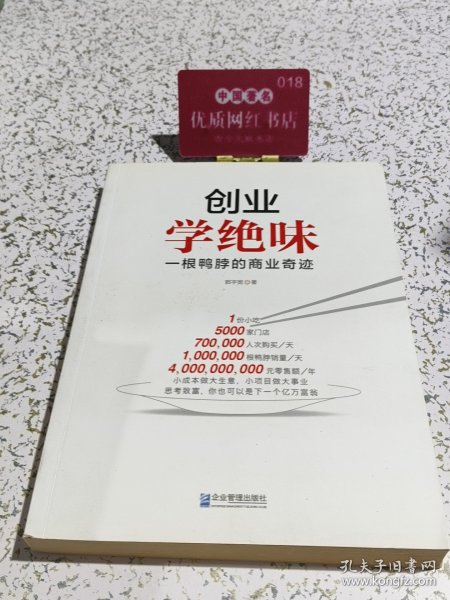 018
中国著名
优质网红书店
创业
学绝味
一根鸭脖的商业奇迹
著
1份小吃
5000家门店
700,000人次购买/天
1,000,000根鸭脖销量/天
4,000,000,000元零售额/年
小成本做大生意，小项目做大事业
思考致富，你也可以是下一个亿万富翁
企业管理出版社
ENTERPRISE MANAGEMENT PUBLISHING HOUSE
孔夫子旧书网
www.kongfz.com